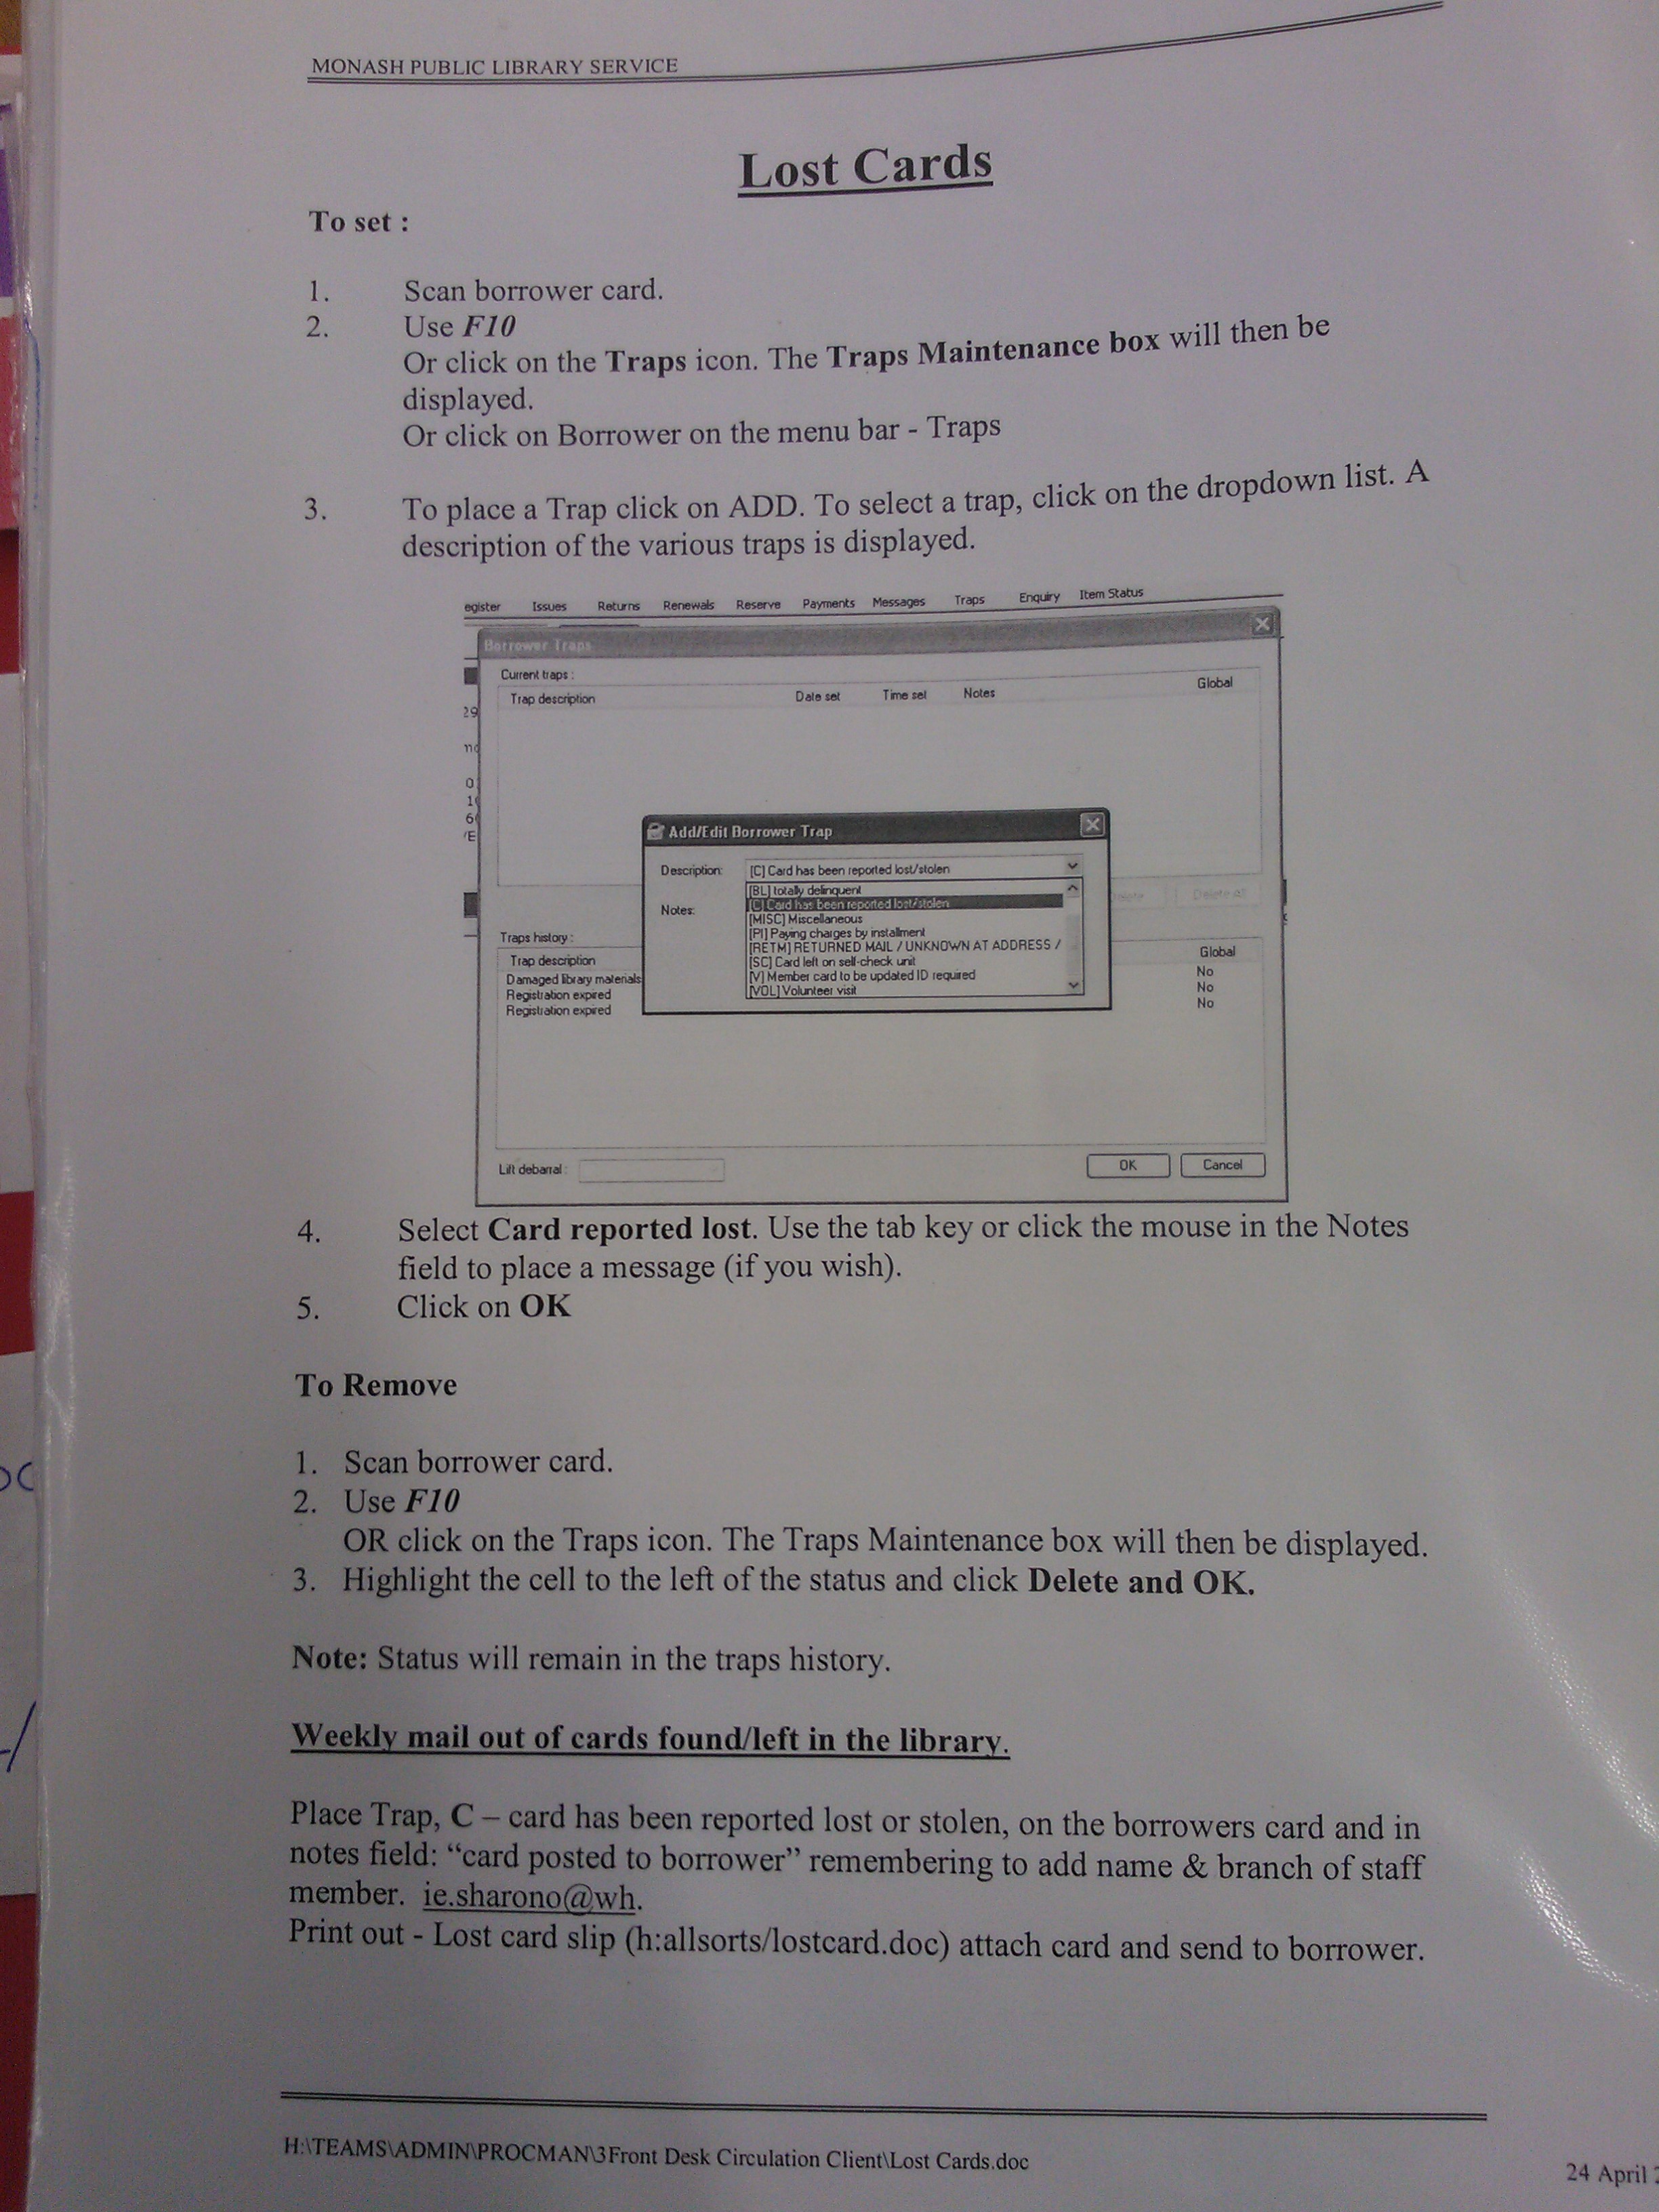 MONASH PUBLIC LIBRARY SERVICE
Lost Cards
To set :
1. Scan borrower card.
2. Use F10
Or click on the Traps icon. The Traps Maintenance box will then be
displayed.
Or click on Borrower on the menu bar - Traps
3. To place a Trap click on ADD. To select a trap, click on the dropdown list. A
description of the various traps is displayed.
egister Issues Returns Renewals Reserve Payments Messages Traps Enquiry Item Status
Borrower Traps
Current traps :
Trap description Date set Time set Notes Global
29
0
Add/Edit Borrower Trap
Description: [C] Card has been reported lost/stolen
[BL] totally delinquent
[C] Card has been reported lost/stolen
Notes:
[MISC] Miscellaneous
[PI] Paying charges by instalment
[RETM] RETURNED MAIL / UNKNOWN AT ADDRESS /
[SC] Card left on self-check unit
[V] Member card to be updated ID required
[VOL] Volunteer visit
Delete all
Traps history :
Trap description Global
Damaged library materials No
Registration expired No
Registration expired No
Lift debarral : OK Cancel
4. Select Card reported lost. Use the tab key or click the mouse in the Notes
field to place a message (if you wish).
5. Click on OK
To Remove
1. Scan borrower card.
2. Use F10
OR click on the Traps icon. The Traps Maintenance box will then be displayed.
3. Highlight the cell to the left of the status and click Delete and OK.
Note: Status will remain in the traps history.
Weekly mail out of cards found/left in the library.
Place Trap, C – card has been reported lost or stolen, on the borrowers card and in
notes field: “card posted to borrower” remembering to add name & branch of staff
member. ie.sharono@wh.
Print out - Lost card slip (h:allsorts/lostcard.doc) attach card and send to borrower.
H:\TEAMS\ADMIN\PROCMAN\3Front Desk Circulation Client\Lost Cards.doc
24 April